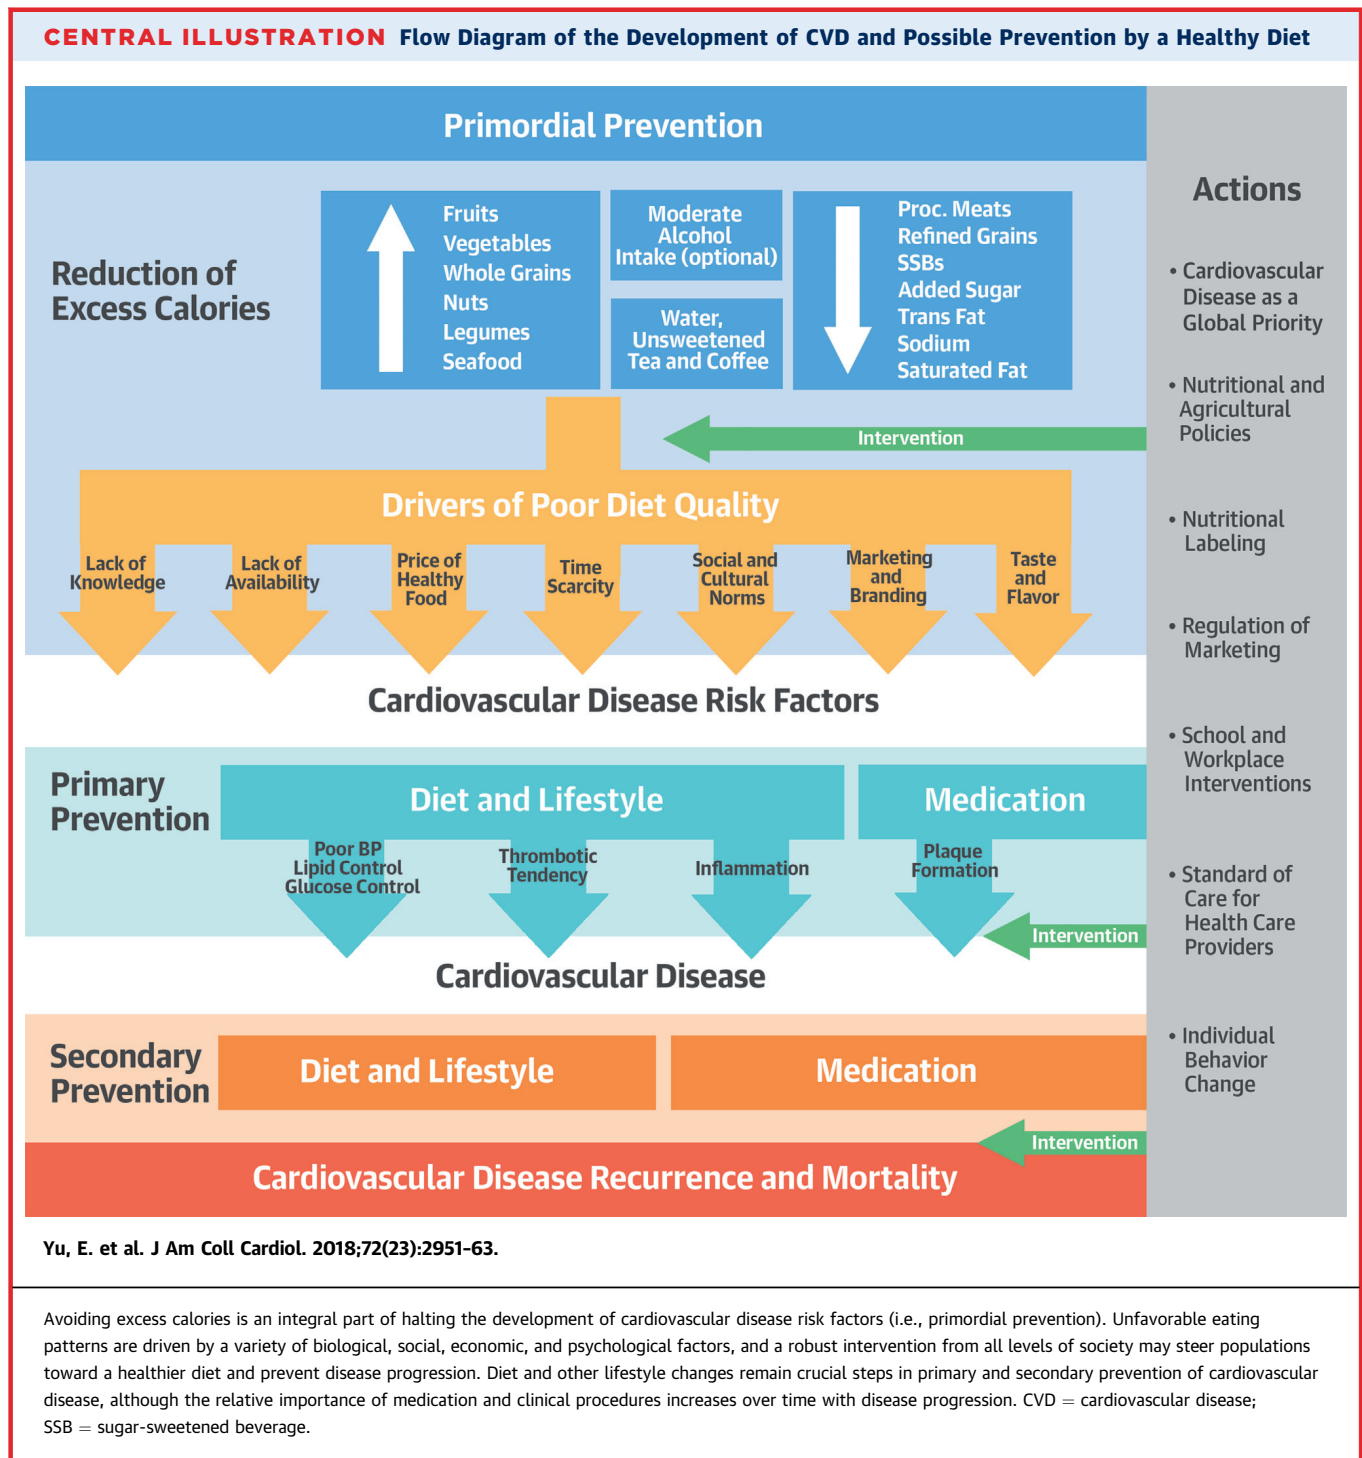 CENTRAL ILLUSTRATION Flow Diagram of the Development of CVD and Possible Prevention by a Healthy Diet
Primordial Prevention
Reduction of
Excess Calories
Fruits
Vegetables
Whole Grains
Nuts
Legumes
Seafood
Moderate
Alcohol
Intake (optional)
Water,
Unsweetened
Tea and Coffee
Proc. Meats
Refined Grains
SSBs
Added Sugar
Trans Fat
Sodium
Saturated Fat
Intervention
Drivers of Poor Diet Quality
Lack of
Knowledge
Lack of
Availability
Price of
Healthy
Food
Time
Scarcity
Social and
Cultural
Norms
Marketing
and
Branding
Taste
and
Flavor
Cardiovascular Disease Risk Factors
Primary
Prevention
Diet and Lifestyle
Medication
Poor BP
Lipid Control
Glucose Control
Thrombotic
Tendency
Inflammation
Plaque
Formation
Intervention
Cardiovascular Disease
Secondary
Prevention
Diet and Lifestyle
Medication
Intervention
Cardiovascular Disease Recurrence and Mortality
Actions
• Cardiovascular
Disease as a
Global Priority
• Nutritional and
Agricultural
Policies
• Nutritional
Labeling
• Regulation of
Marketing
• School and
Workplace
Interventions
• Standard of
Care for
Health Care
Providers
• Individual
Behavior
Change
Yu, E. et al. J Am Coll Cardiol. 2018;72(23):2951-63.
Avoiding excess calories is an integral part of halting the development of cardiovascular disease risk factors (i.e., primordial prevention). Unfavorable eating
patterns are driven by a variety of biological, social, economic, and psychological factors, and a robust intervention from all levels of society may steer populations
toward a healthier diet and prevent disease progression. Diet and other lifestyle changes remain crucial steps in primary and secondary prevention of cardiovascular
disease, although the relative importance of medication and clinical procedures increases over time with disease progression. CVD = cardiovascular disease;
SSB = sugar-sweetened beverage.